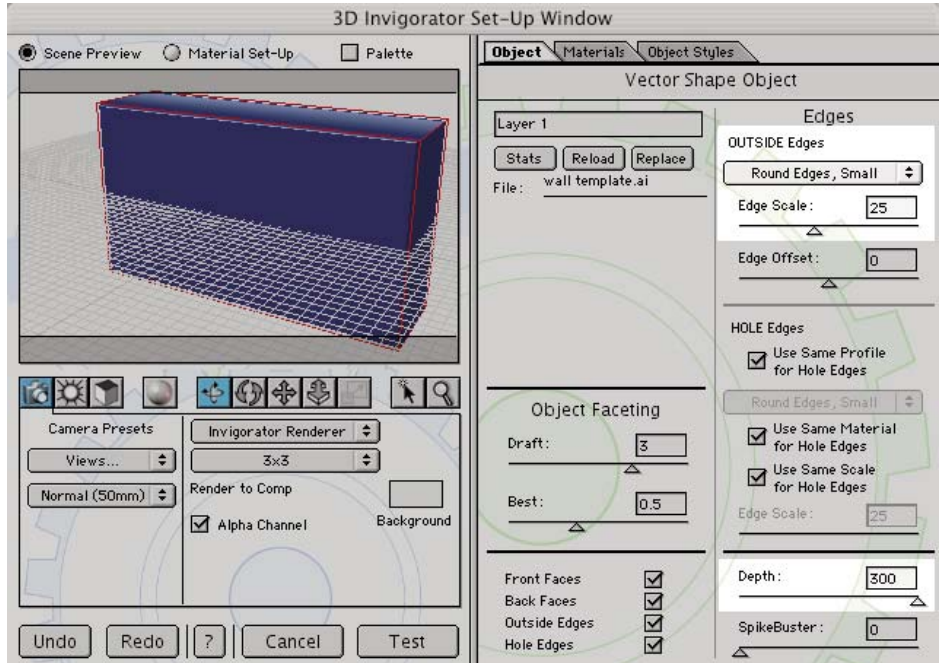 3D Invigorator Set-Up Window
Scene Preview
Material Set-Up
Palette
Camera Presets
Views...
Normal (50mm)
Invigorator Renderer
3x3
Render to Comp
Alpha Channel
Background
Undo
Redo
?
Cancel
Test
Object
Materials
Object Styles
Vector Shape Object
Layer 1
Stats
Reload
Replace
File: wall template.ai
Object Faceting
Draft: 3
Best: 0.5
Front Faces
Back Faces
Outside Edges
Hole Edges
Edges
OUTSIDE Edges
Round Edges, Small
Edge Scale: 25
Edge Offset: 0
HOLE Edges
Use Same Profile
for Hole Edges
Round Edges, Small
Use Same Material
for Hole Edges
Use Same Scale
for Hole Edges
Edge Scale: 25
Depth: 300
SpikeBuster: 0